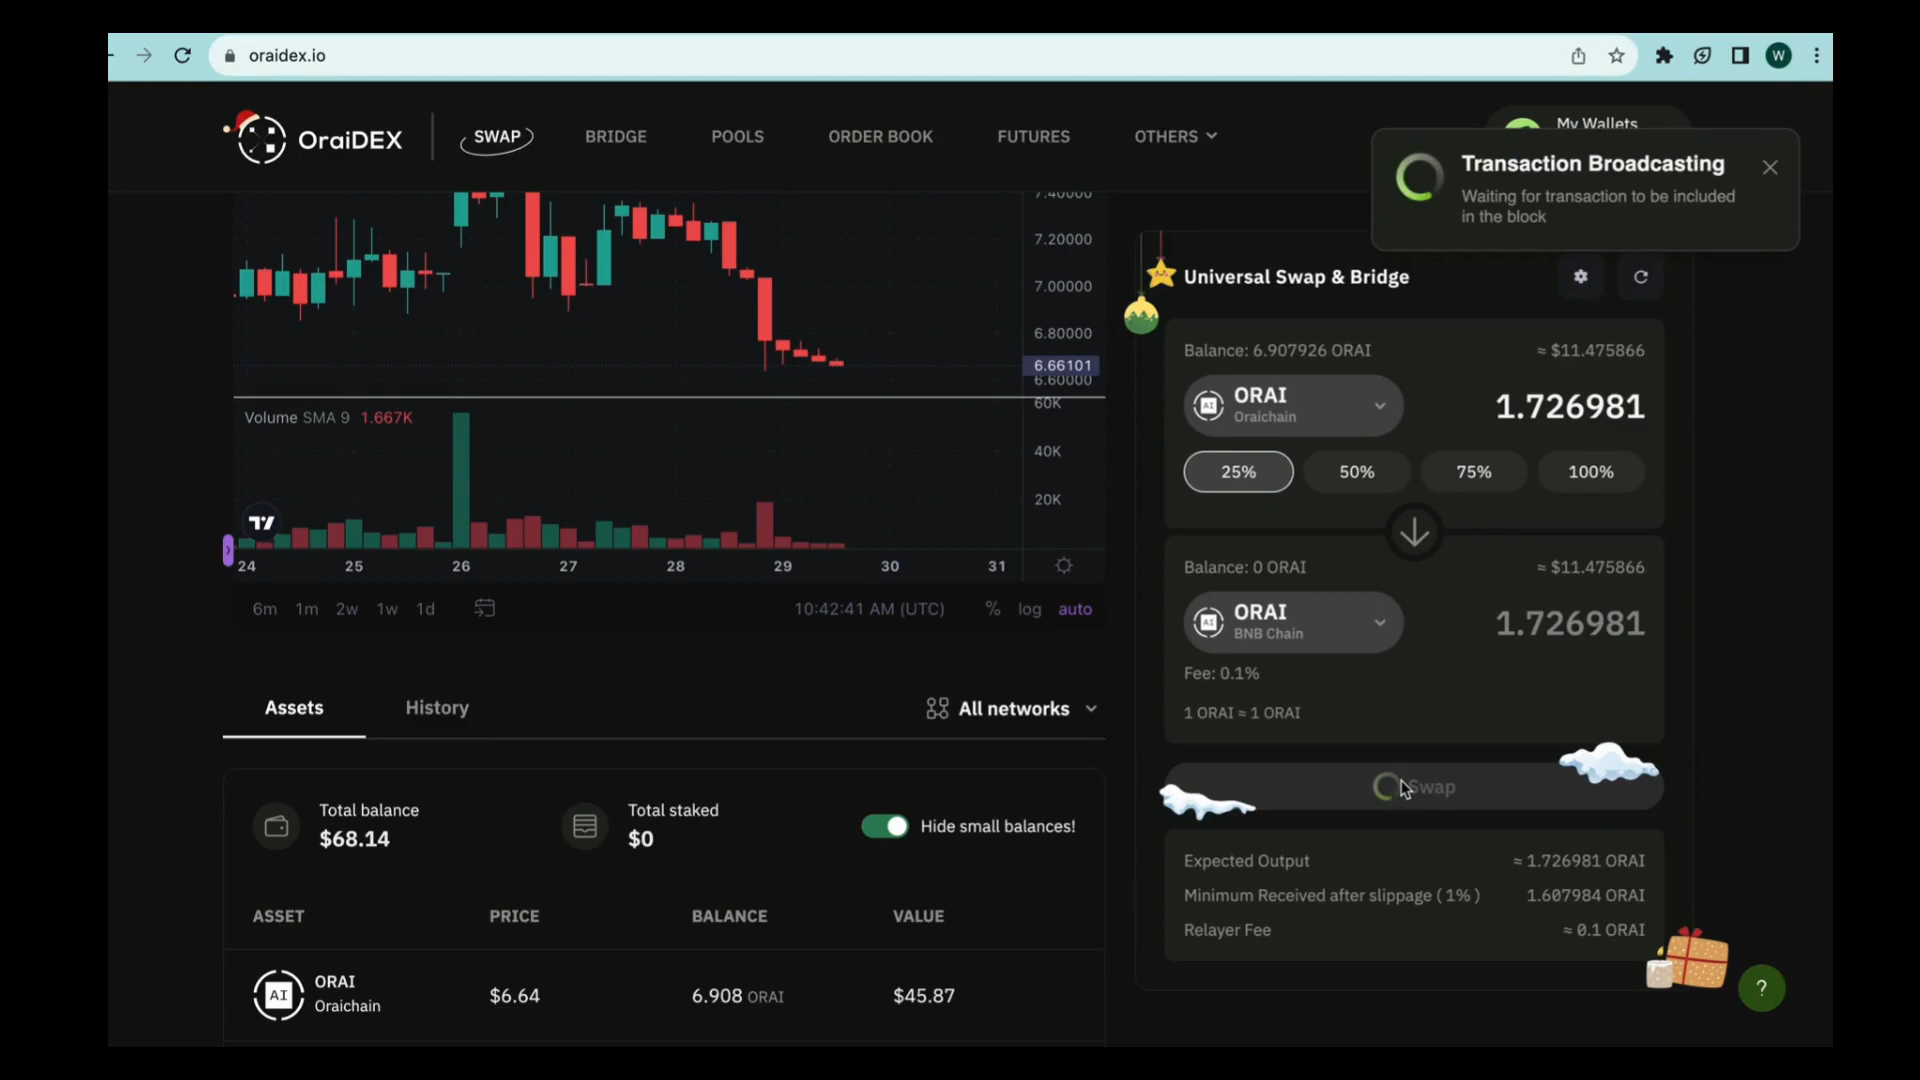 oraidex.io
W
OraiDEX
SWAP
BRIDGE
POOLS
ORDER BOOK
FUTURES
OTHERS
My Wallets
Transaction Broadcasting
Waiting for transaction to be included
in the block
7.40000
7.20000
7.00000
6.80000
6.66101
6.60000
60K
40K
20K
Volume SMA 9 1.667K
24 25 26 27 28 29 30 31
6m 1m 2w 1w 1d
10:42:41 AM (UTC) % log auto
Universal Swap & Bridge
Balance: 6.907926 ORAI ≈ $11.475866
AI
ORAI
Oraichain
1.726981
25% 50% 75% 100%
Balance: 0 ORAI ≈ $11.475866
AI
ORAI
BNB Chain
1.726981
Fee: 0.1%
1 ORAI ≈ 1 ORAI
Swap
Expected Output ≈ 1.726981 ORAI
Minimum Received after slippage ( 1% ) 1.607984 ORAI
Relayer Fee ≈ 0.1 ORAI
?
Assets History All networks
Total balance
$68.14
Total staked
$0
Hide small balances!
ASSET PRICE BALANCE VALUE
AI
ORAI
Oraichain
$6.64 6.908 ORAI $45.87